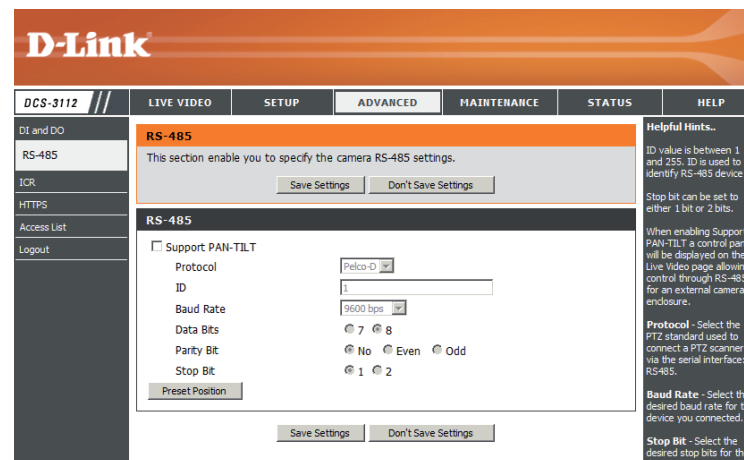 D-Link
DCS-3112 LIVE VIDEO SETUP ADVANCED MAINTENANCE STATUS HELP
DI and DO
RS-485
ICR
HTTPS
Access List
Logout
RS-485
This section enable you to specify the camera RS-485 settings.
Save Settings Don't Save Settings
RS-485
Support PAN-TILT
Protocol Pelco-D
ID 1
Baud Rate 9600 bps
Data Bits 7 8
Parity Bit No Even Odd
Stop Bit 1 2
Preset Position
Save Settings Don't Save Settings
Helpful Hints..
ID value is between 1
and 255. ID is used to
identify RS-485 device
Stop bit can be set to
either 1 bit or 2 bits.
When enabling Support
PAN-TILT a control pan
will be displayed on the
Live Video page allowin
control through RS-485
for an external camera
enclosure.
Protocol - Select the
PTZ standard used to
connect a PTZ scanner
via the serial interface:
RS485.
Baud Rate - Select th
desired baud rate for t
device you connected.
Stop Bit - Select the
desired stop bits for th